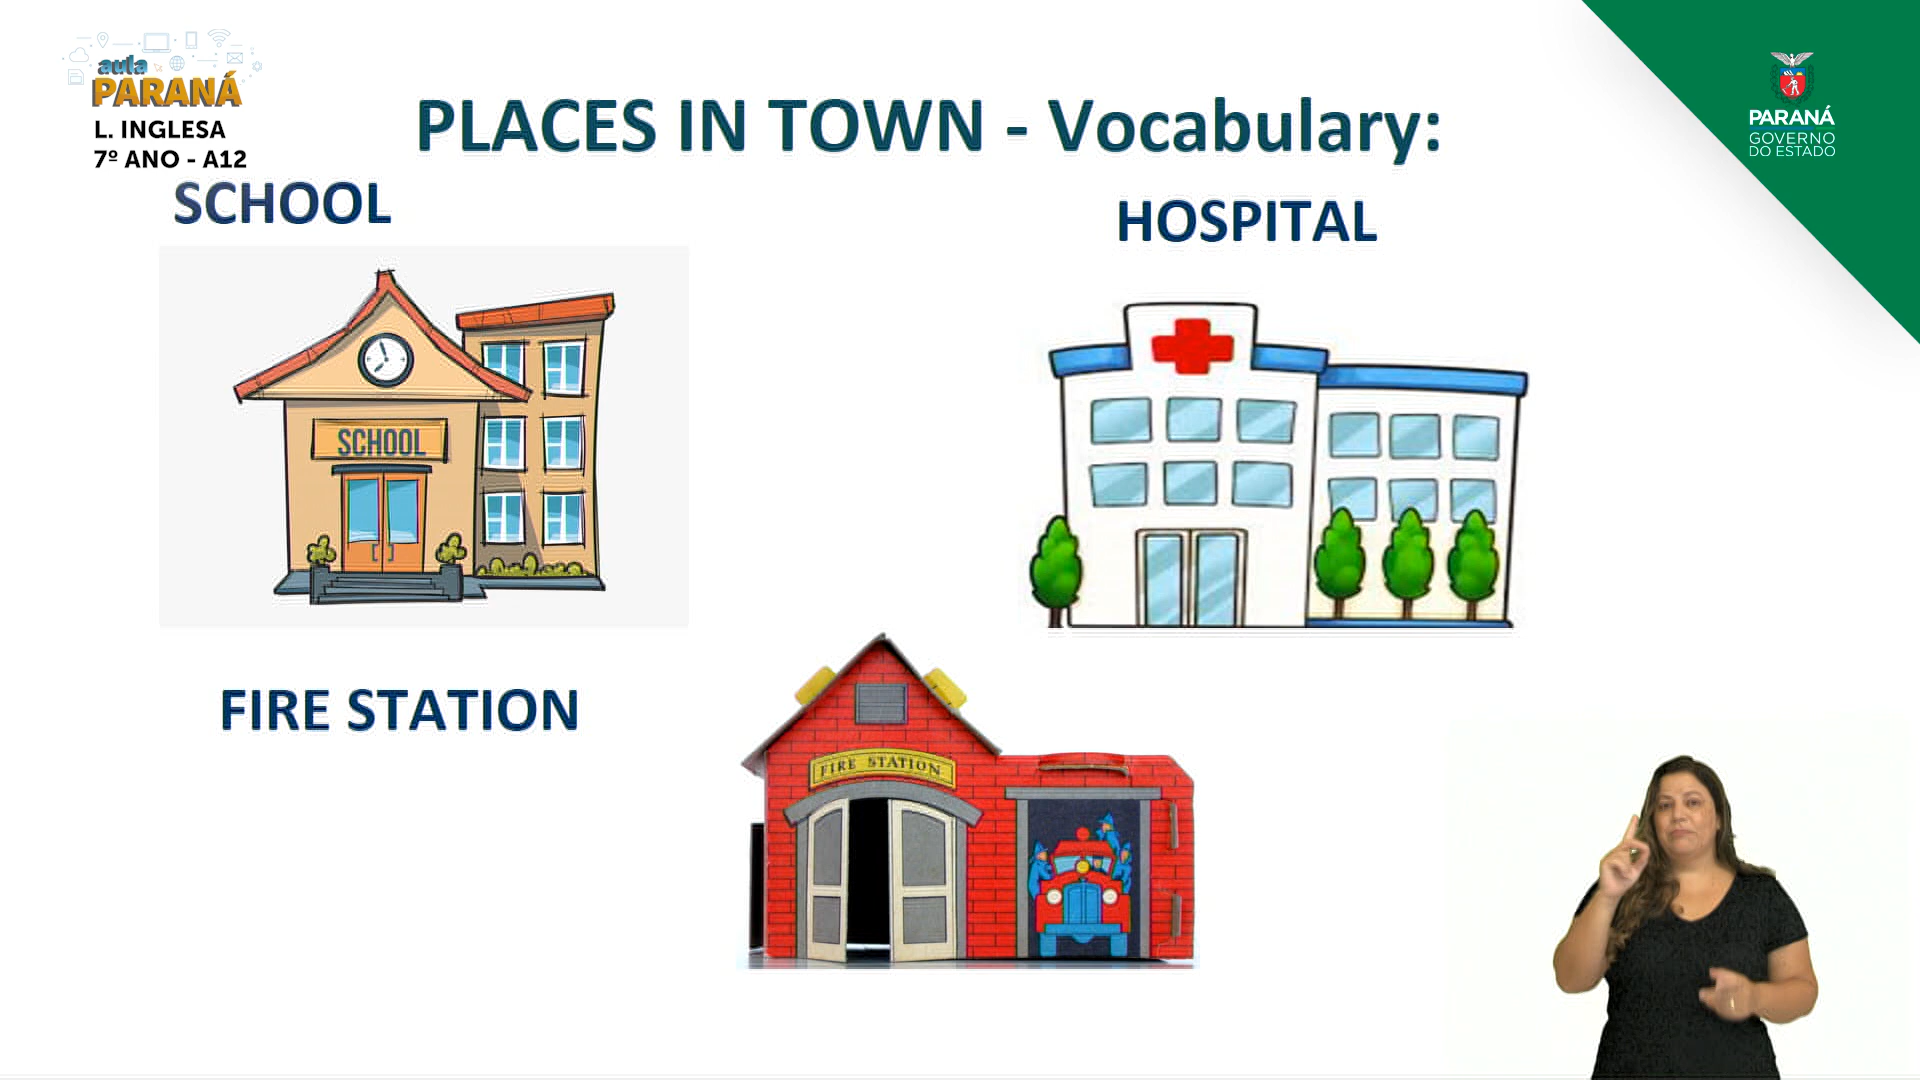 aula
PARANÁ
L. INGLESA
7º ANO - A12
PLACES IN TOWN - Vocabulary:
PARANÁ
GOVERNO
DO ESTADO
SCHOOL
HOSPITAL
SCHOOL
FIRE STATION
FIRE STATION